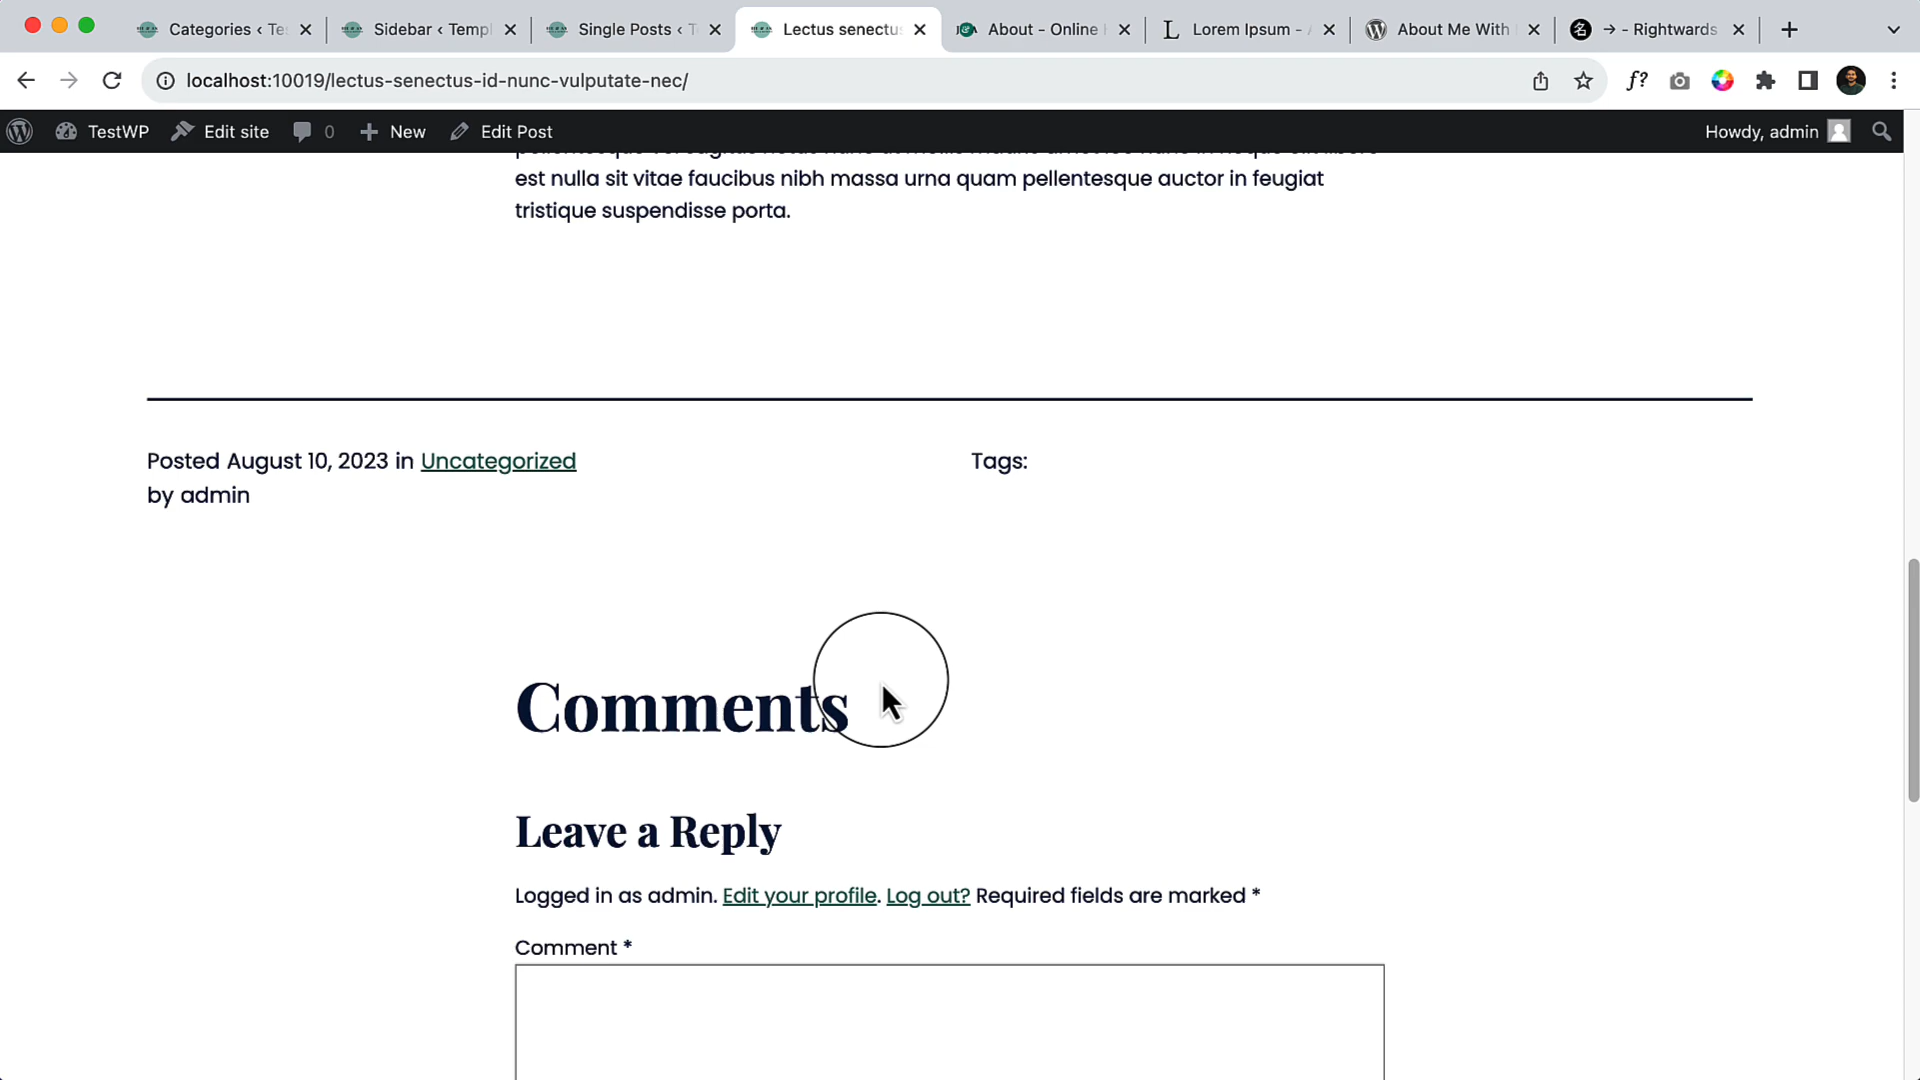 Categories ‹ Te
Sidebar ‹ Templ
Single Posts ‹ T
Lectus senectus
About – Online
Lorem Ipsum - A
About Me With
→ - Rightwards
localhost:10019/lectus-senectus-id-nunc-vulputate-nec/
TestWP
Edit site
0
New
Edit Post
Howdy, admin
est nulla sit vitae faucibus nibh massa urna quam pellentesque auctor in feugiat
tristique suspendisse porta.
Posted August 10, 2023 in Uncategorized
by admin
Tags:
Comments
Leave a Reply
Logged in as admin. Edit your profile. Log out? Required fields are marked *
Comment *